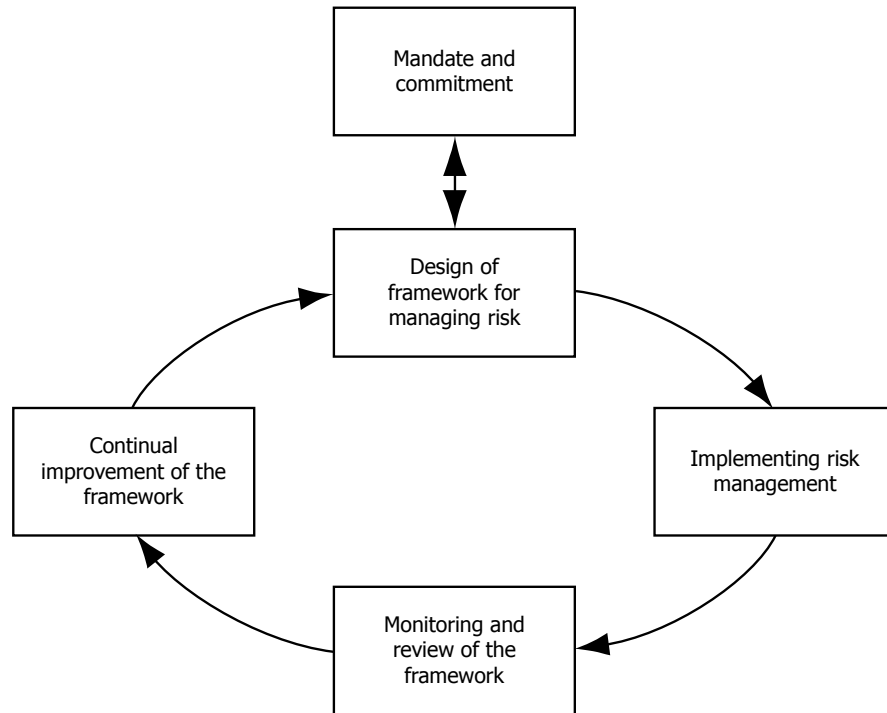 Mandate and
commitment
Design of
framework for
managing risk
Continual
improvement of the
framework
Implementing risk
management
Monitoring and
review of the
framework